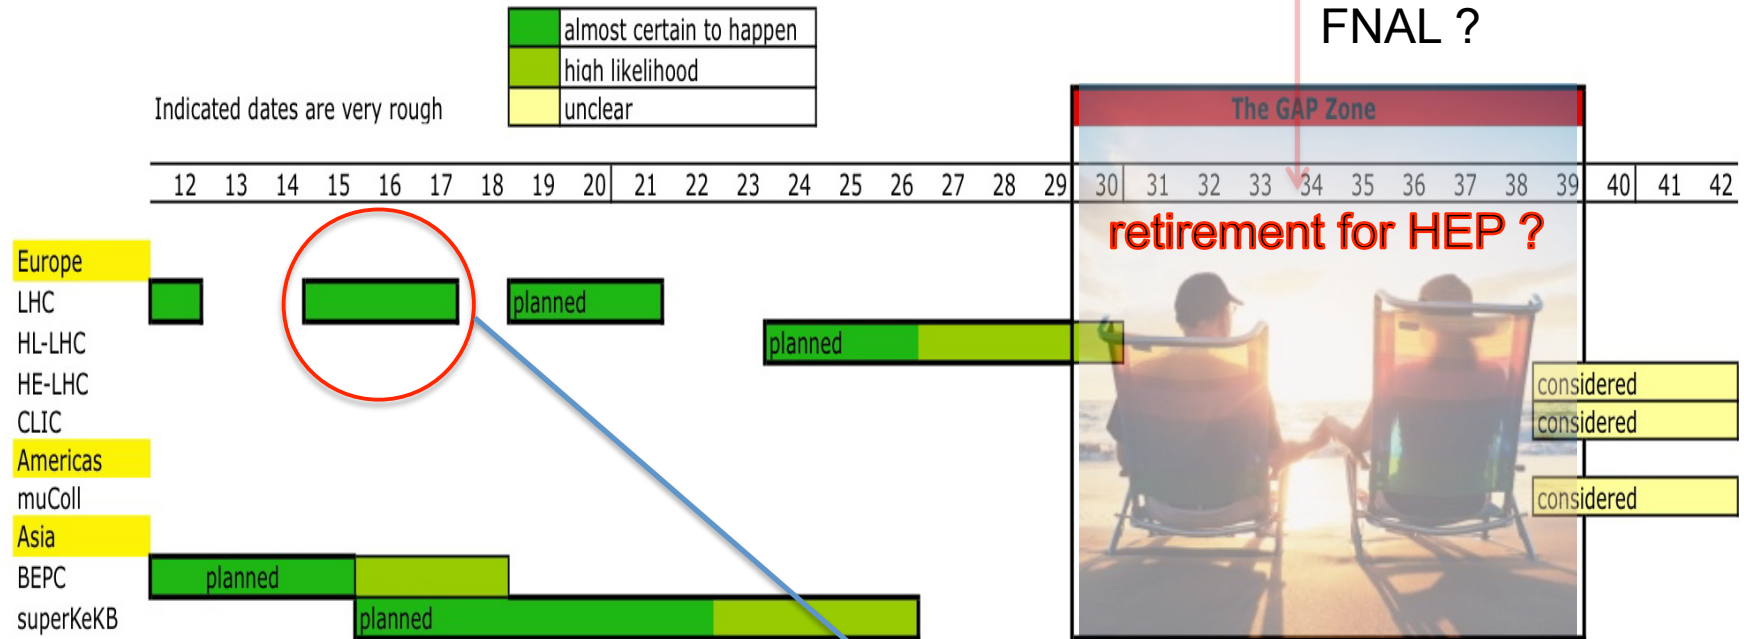 FNAL ?
almost certain to happen
high likelihood
unclear
Indicated dates are very rough
The GAP Zone
12 13 14 15 16 17 18 19 20 21 22 23 24 25 26 27 28 29 30 31 32 33 34 35 36 37 38 39 40 41 42
retirement for HEP ?
Europe
LHC planned
HL-LHC planned
HE-LHC considered
CLIC considered
Americas
muColl considered
Asia
BEPC planned
superKeKB planned